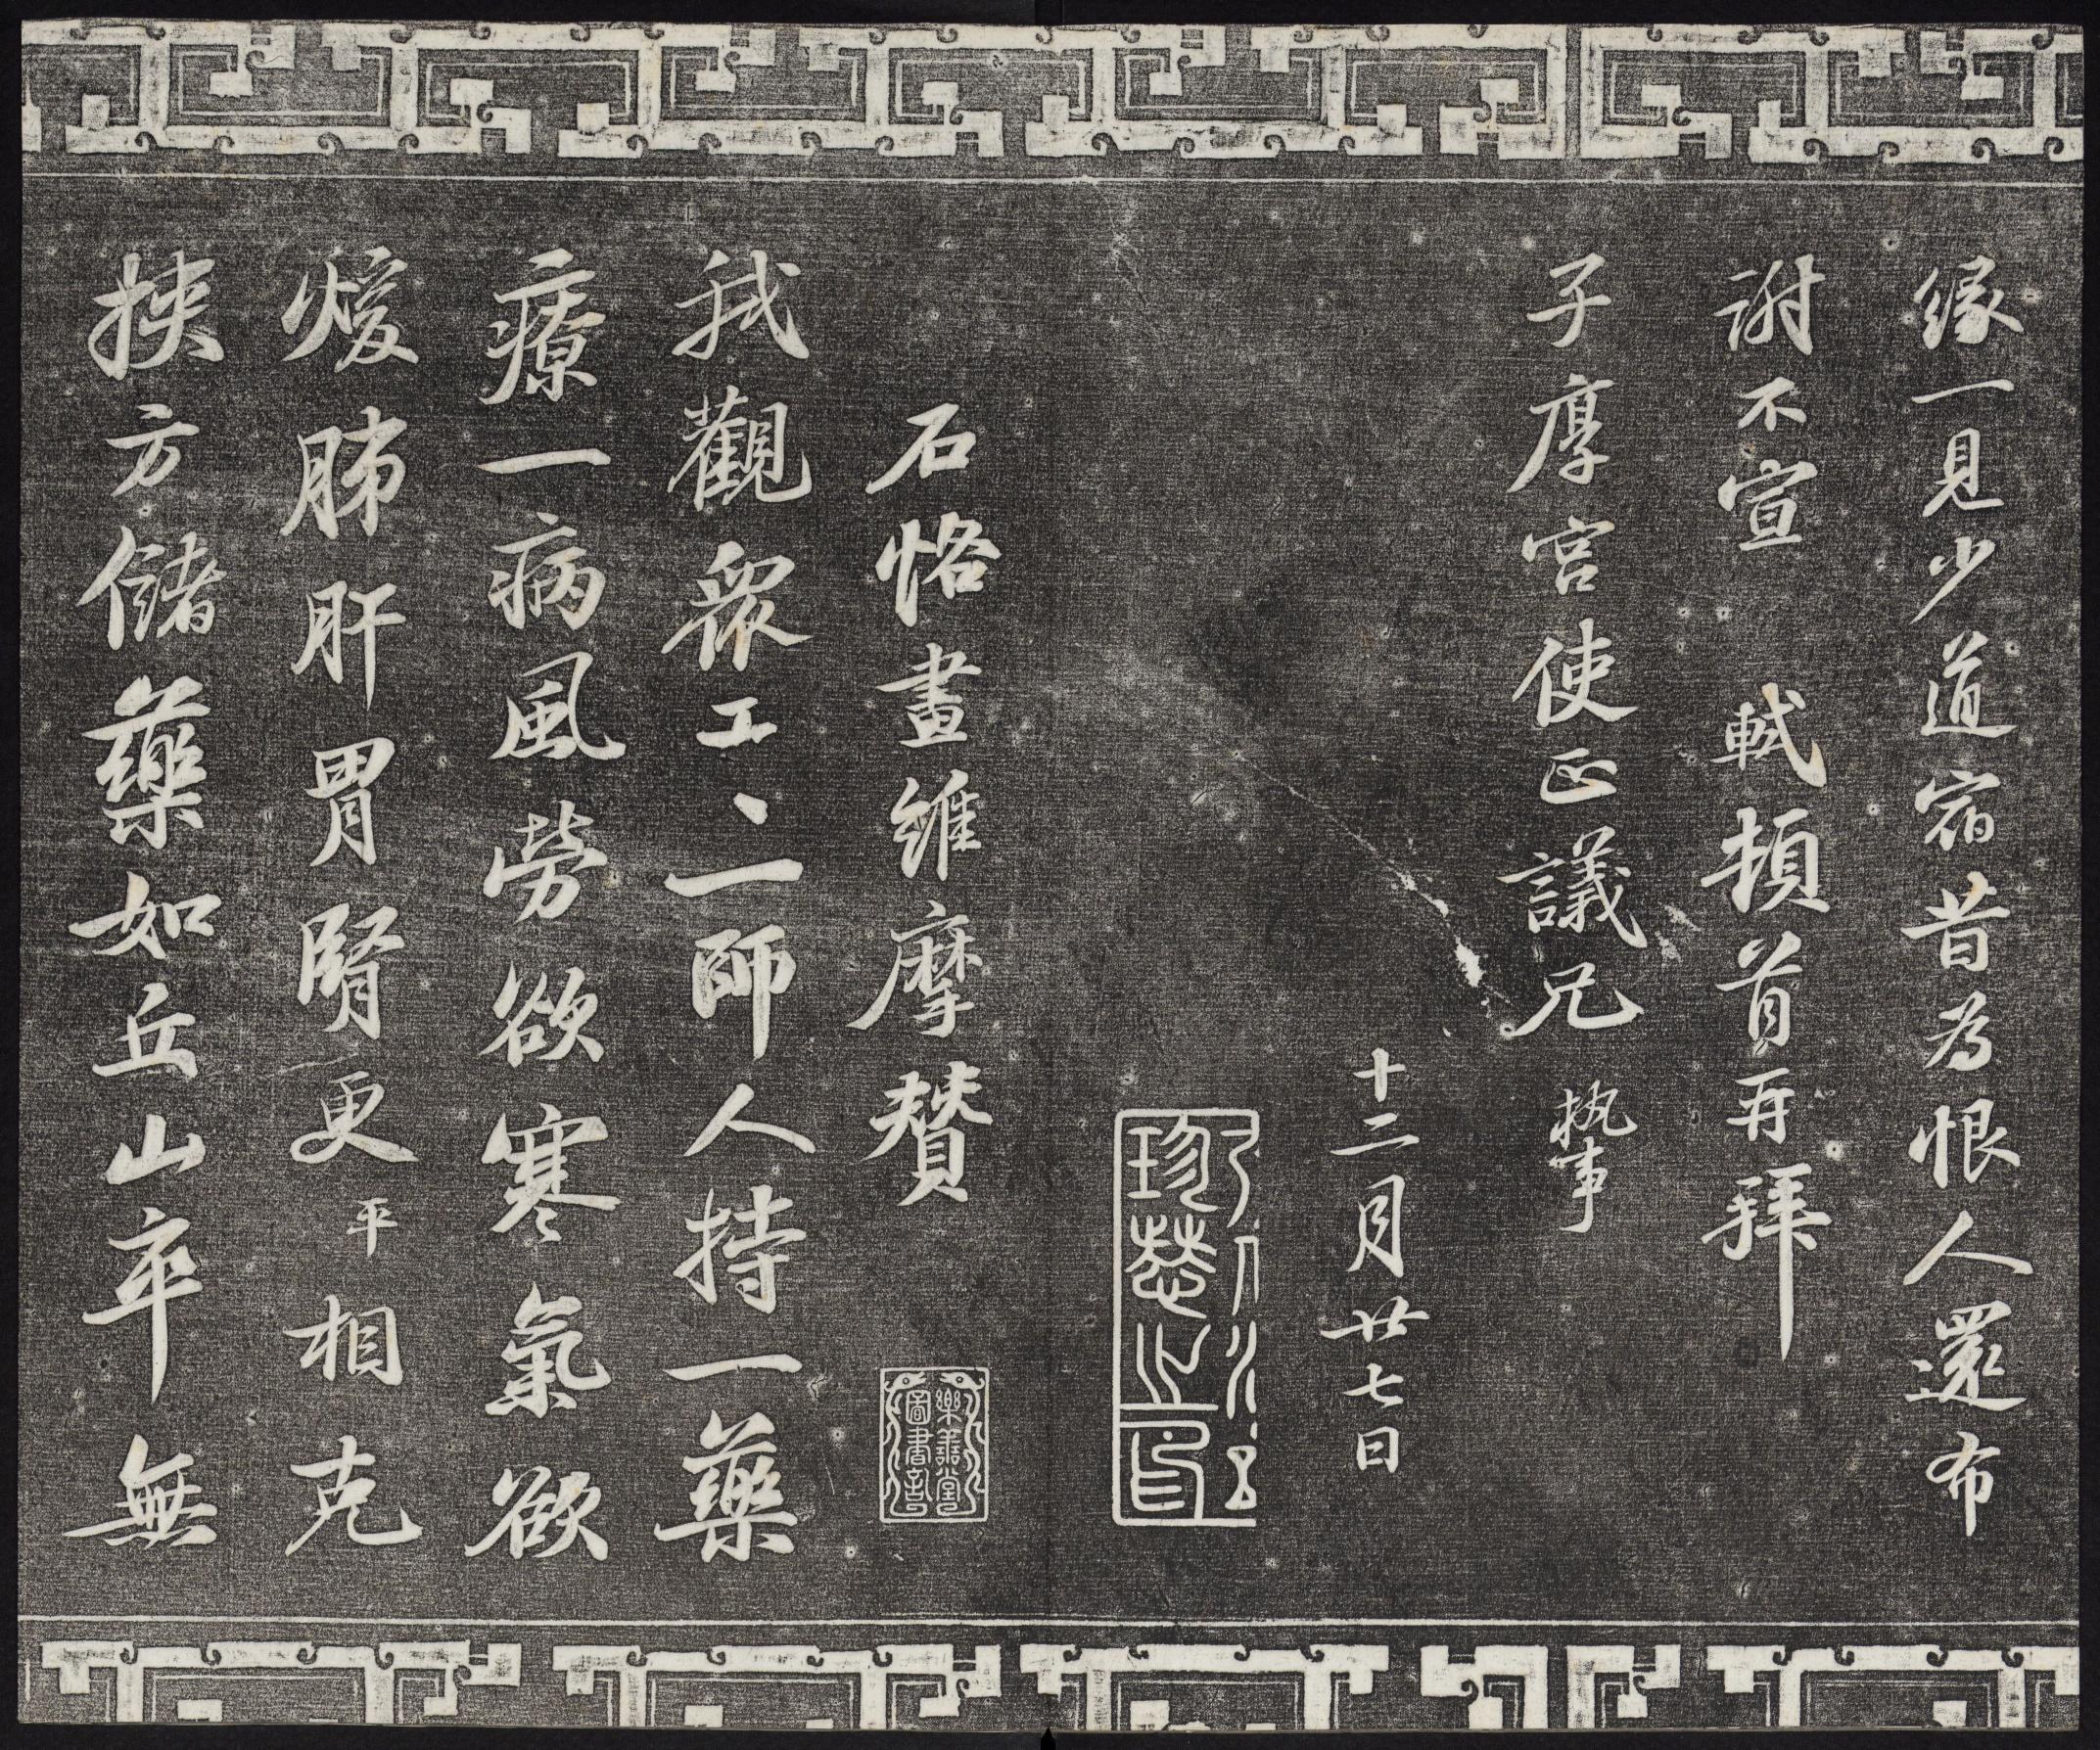 緣一見少道宿昔為恨人還布
謝不宣　軾頓首再拜
子厚宮使正議兄執事
十二月廿七日
珍祕之印
石恪畫維摩贊
樂善堂圖書記
我觀衆工工一師人持一藥
療一病風勞欲寒氣欲
煖肺肝胃腎更平相克
挾方儲藥如丘山卒無